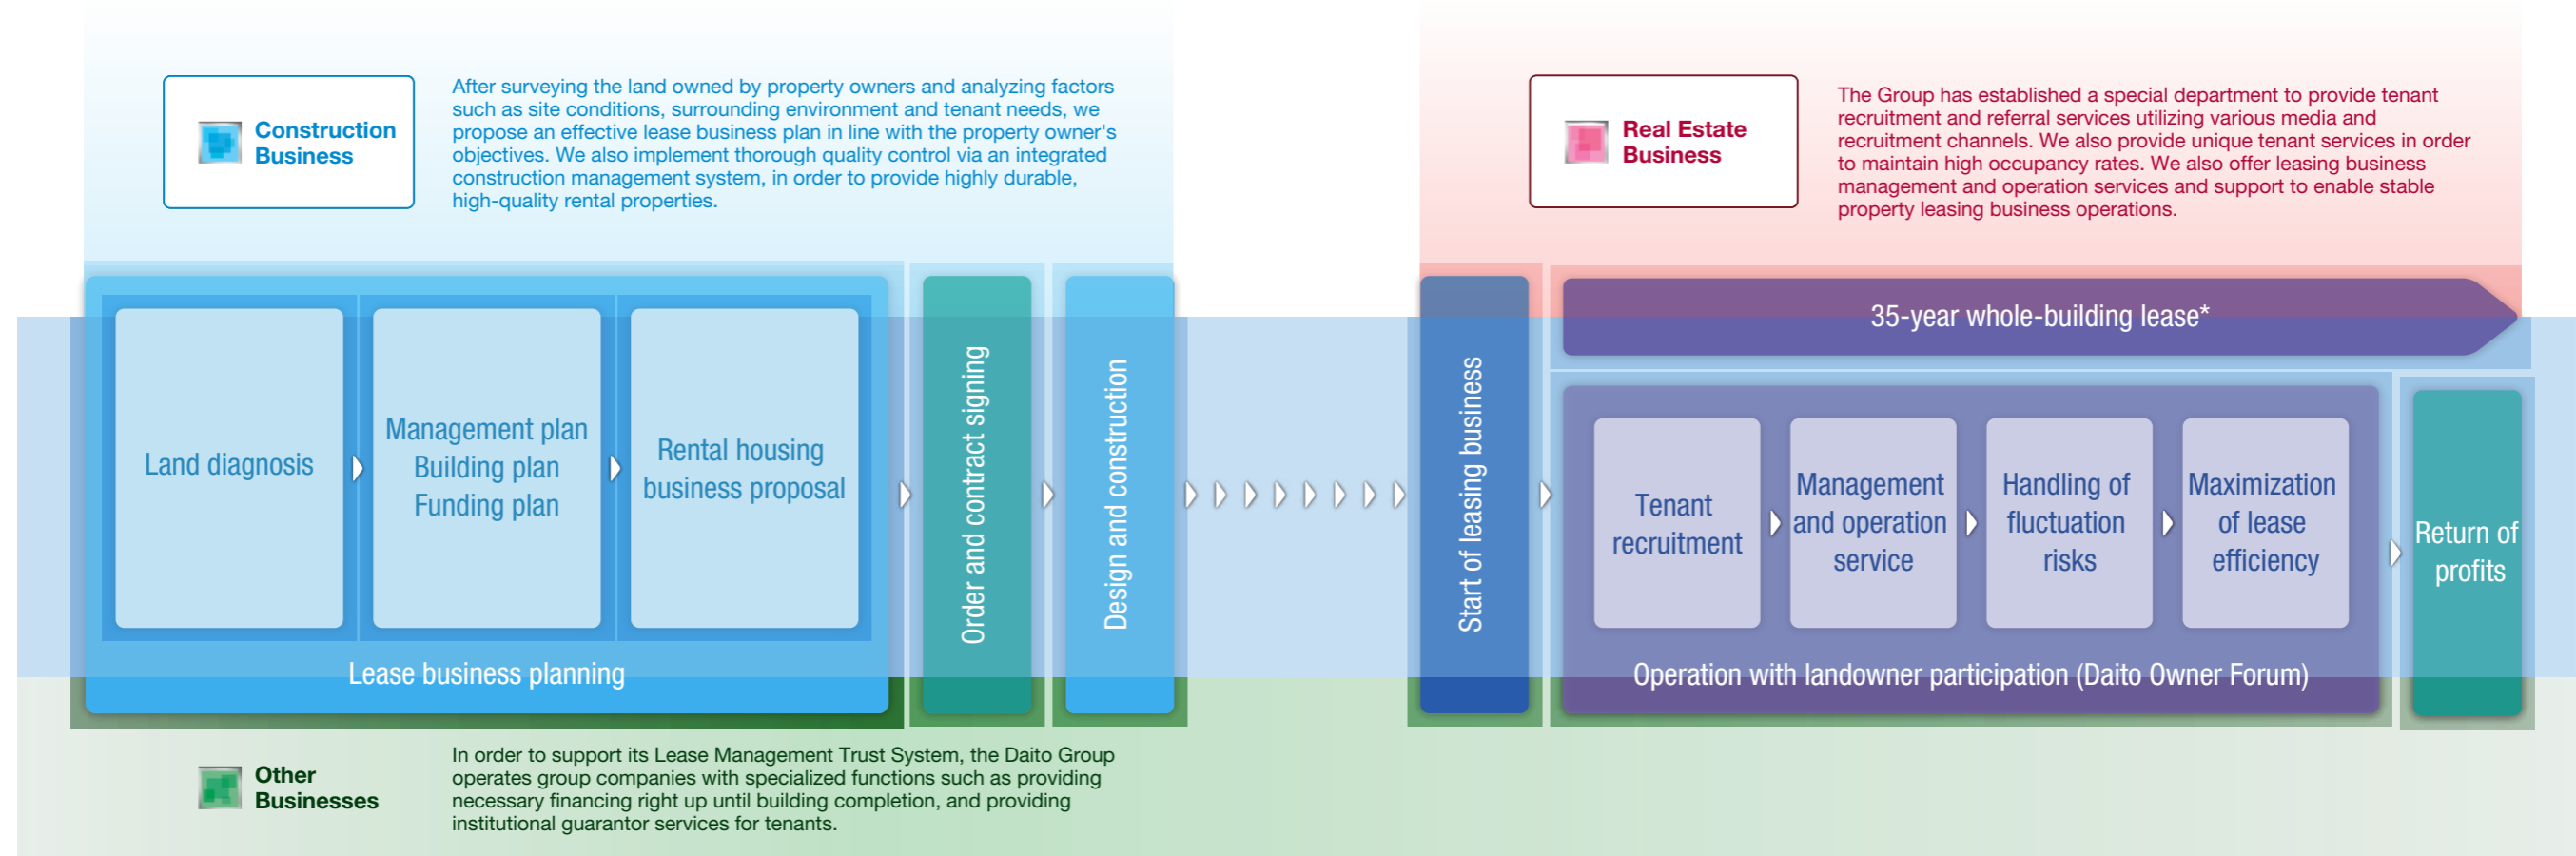 Construction
Business
After surveying the land owned by property owners and analyzing factors
such as site conditions, surrounding environment and tenant needs, we
propose an effective lease business plan in line with the property owner's
objectives. We also implement thorough quality control via an integrated
construction management system, in order to provide highly durable,
high-quality rental properties.
Real Estate
Business
The Group has established a special department to provide tenant
recruitment and referral services utilizing various media and
recruitment channels. We also provide unique tenant services in order
to maintain high occupancy rates. We also offer leasing business
management and operation services and support to enable stable
property leasing business operations.
Land diagnosis
Management plan
Building plan
Funding plan
Rental housing
business proposal
Lease business planning
Order and contract signing
Design and construction
Start of leasing business
35-year whole-building lease*
Tenant
recruitment
Management
and operation
service
Handling of
fluctuation
risks
Maximization
of lease
efficiency
Operation with landowner participation (Daito Owner Forum)
Return of
profits
Other
Businesses
In order to support its Lease Management Trust System, the Daito Group
operates group companies with specialized functions such as providing
necessary financing right up until building completion, and providing
institutional guarantor services for tenants.